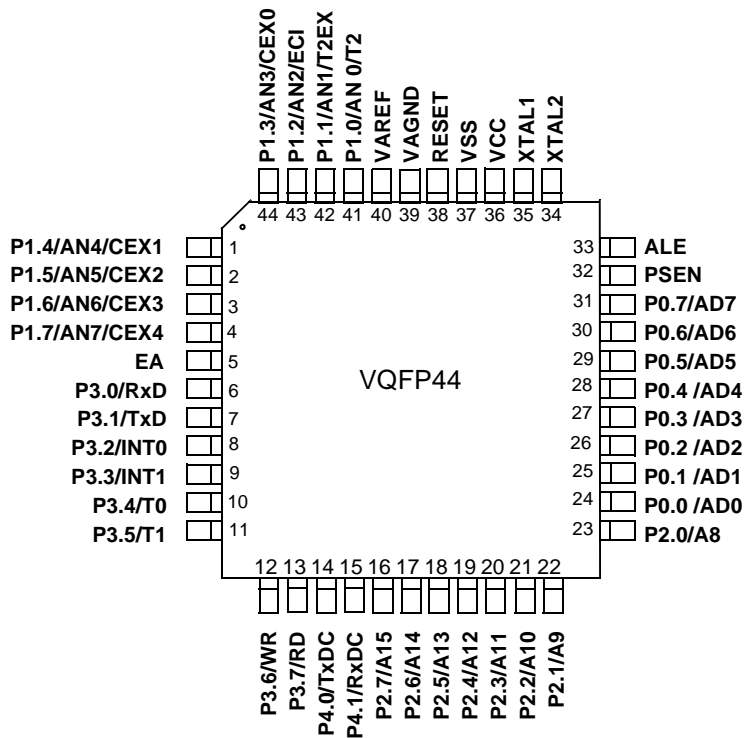 P1.3/AN3/CEX0
P1.2/AN2/ECI
P1.1/AN1/T2EX
P1.0/AN 0/T2
VAREF
VAGND
RESET
VSS
VCC
XTAL1
XTAL2
44 43 42 41 40 39 38 37 36 35 34
P1.4/AN4/CEX1 1
P1.5/AN5/CEX2 2
P1.6/AN6/CEX3 3
P1.7/AN7/CEX4 4
EA 5
P3.0/RxD 6
P3.1/TxD 7
P3.2/INT0 8
P3.3/INT1 9
P3.4/T0 10
P3.5/T1 11
VQFP44
33 ALE
32 PSEN
31 P0.7/AD7
30 P0.6/AD6
29 P0.5/AD5
28 P0.4 /AD4
27 P0.3 /AD3
26 P0.2 /AD2
25 P0.1 /AD1
24 P0.0 /AD0
23 P2.0/A8
12 13 14 15 16 17 18 19 20 21 22
P3.6/WR
P3.7/RD
P4.0/TxDC
P4.1/RxDC
P2.7/A15
P2.6/A14
P2.5/A13
P2.4/A12
P2.3/A11
P2.2/A10
P2.1/A9